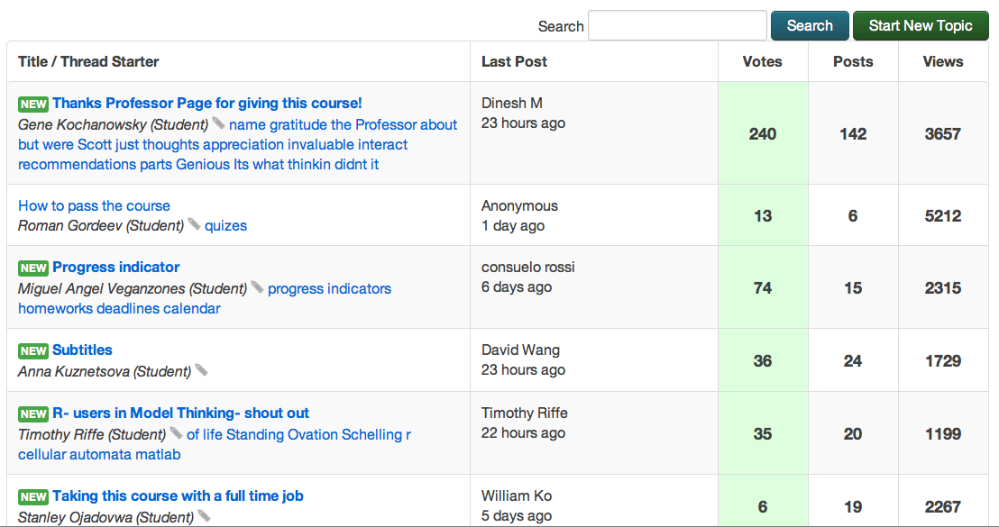 Search Search Start New Topic
Title / Thread Starter Last Post Votes Posts Views
NEW Thanks Professor Page for giving this course!
Gene Kochanowsky (Student) name gratitude the Professor about
but were Scott just thoughts appreciation invaluable interact
recommendations parts Genious Its what thinkin didnt it
Dinesh M
23 hours ago
240 142 3657
How to pass the course
Roman Gordeev (Student) quizes
Anonymous
1 day ago
13 6 5212
NEW Progress indicator
Miguel Angel Veganzones (Student) progress indicators
homeworks deadlines calendar
consuelo rossi
6 days ago
74 15 2315
NEW Subtitles
Anna Kuznetsova (Student)
David Wang
23 hours ago
36 24 1729
NEW R- users in Model Thinking- shout out
Timothy Riffe (Student) of life Standing Ovation Schelling r
cellular automata matlab
Timothy Riffe
22 hours ago
35 20 1199
NEW Taking this course with a full time job
Stanley Ojadovwa (Student)
William Ko
5 days ago
6 19 2267